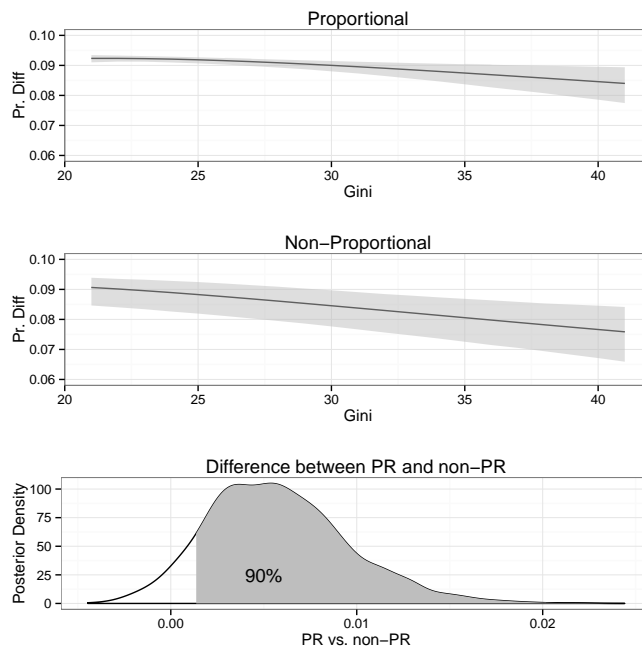 Proportional
0.10
0.09
0.08
0.07
0.06
Pr. Diff
20 25 30 35 40
Gini
Non−Proportional
0.10
0.09
0.08
0.07
0.06
Pr. Diff
20 25 30 35 40
Gini
Difference between PR and non−PR
100
75
50
25
0
Posterior Density
90%
0.00 0.01 0.02
PR vs. non−PR